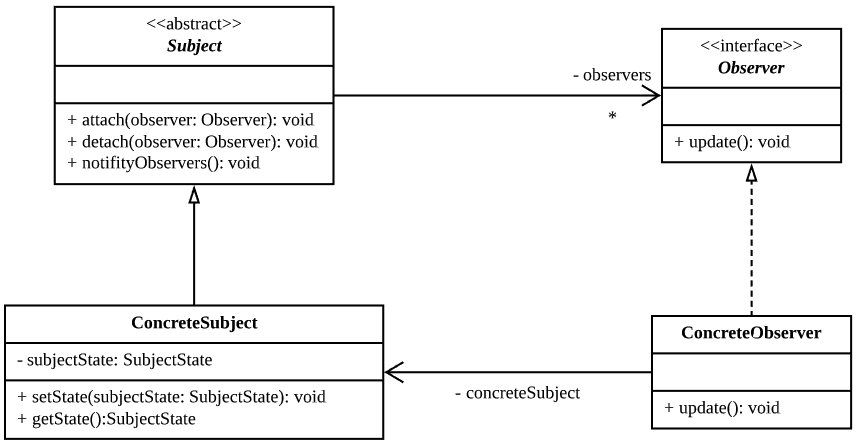 <<abstract>>
Subject
+ attach(observer: Observer): void
+ detach(observer: Observer): void
+ notifityObservers(): void
- observers
*
<<interface>>
Observer
+ update(): void
ConcreteSubject
- subjectState: SubjectState
+ setState(subjectState: SubjectState): void
+ getState():SubjectState
- concreteSubject
ConcreteObserver
+ update(): void